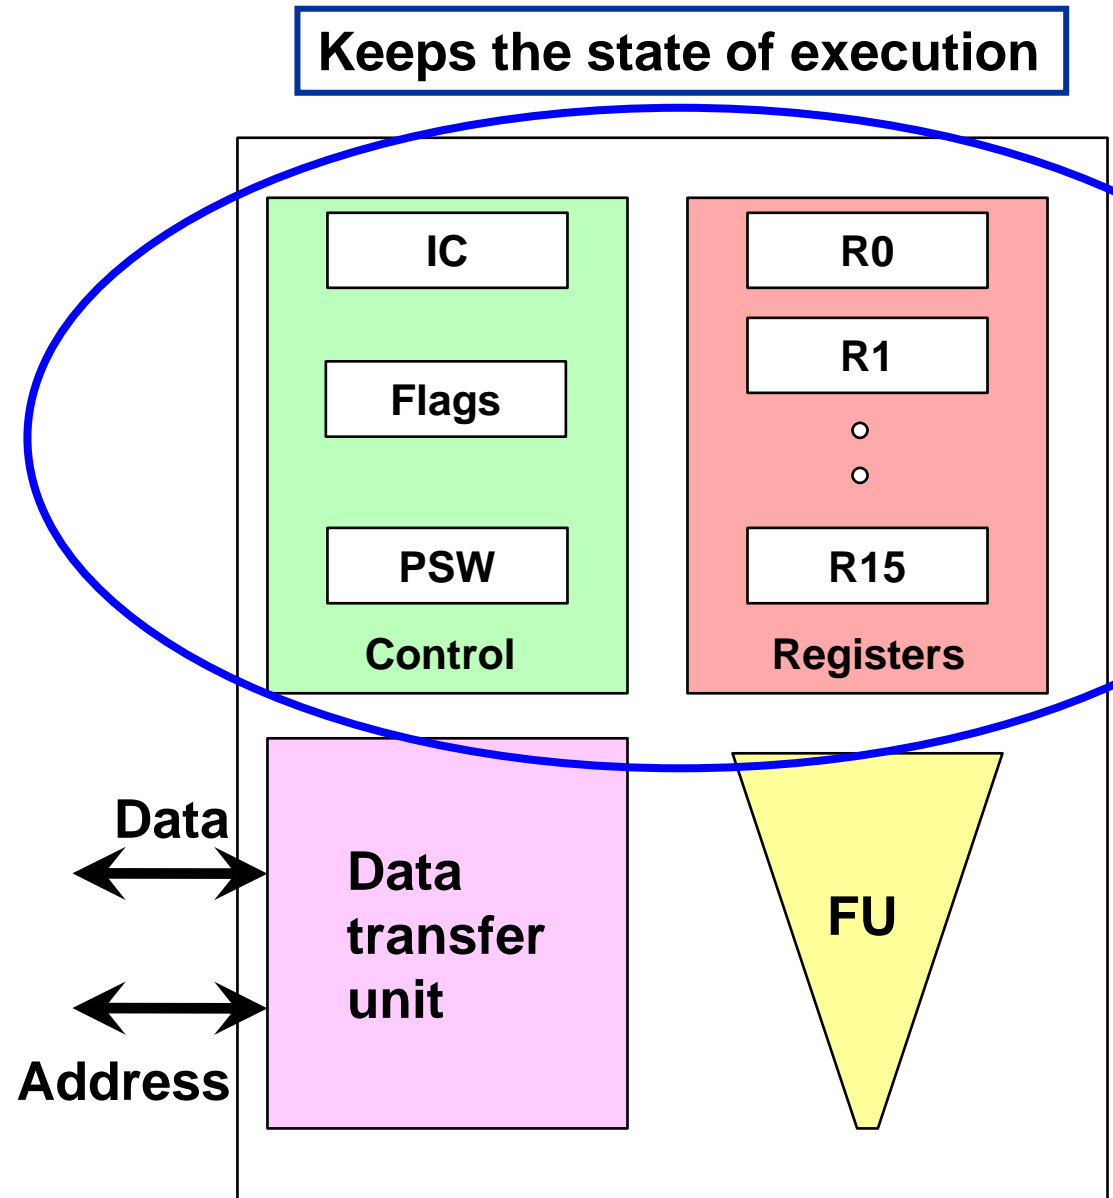 Keeps the state of execution
IC
Flags
PSW
Control
R0
R1
R15
Registers
Data
Address
Data
transfer
unit
FU